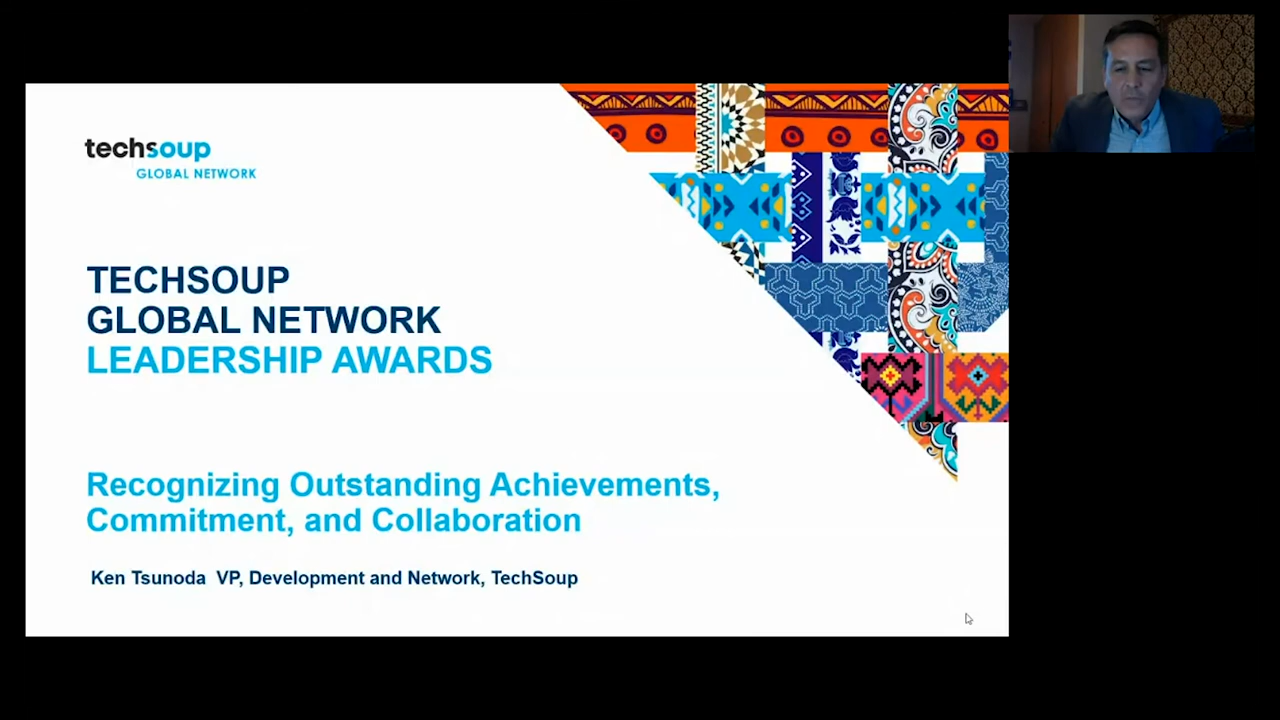 techsoup
GLOBAL NETWORK
TECHSOUP
GLOBAL NETWORK
LEADERSHIP AWARDS
Recognizing Outstanding Achievements,
Commitment, and Collaboration
Ken Tsunoda VP, Development and Network, TechSoup